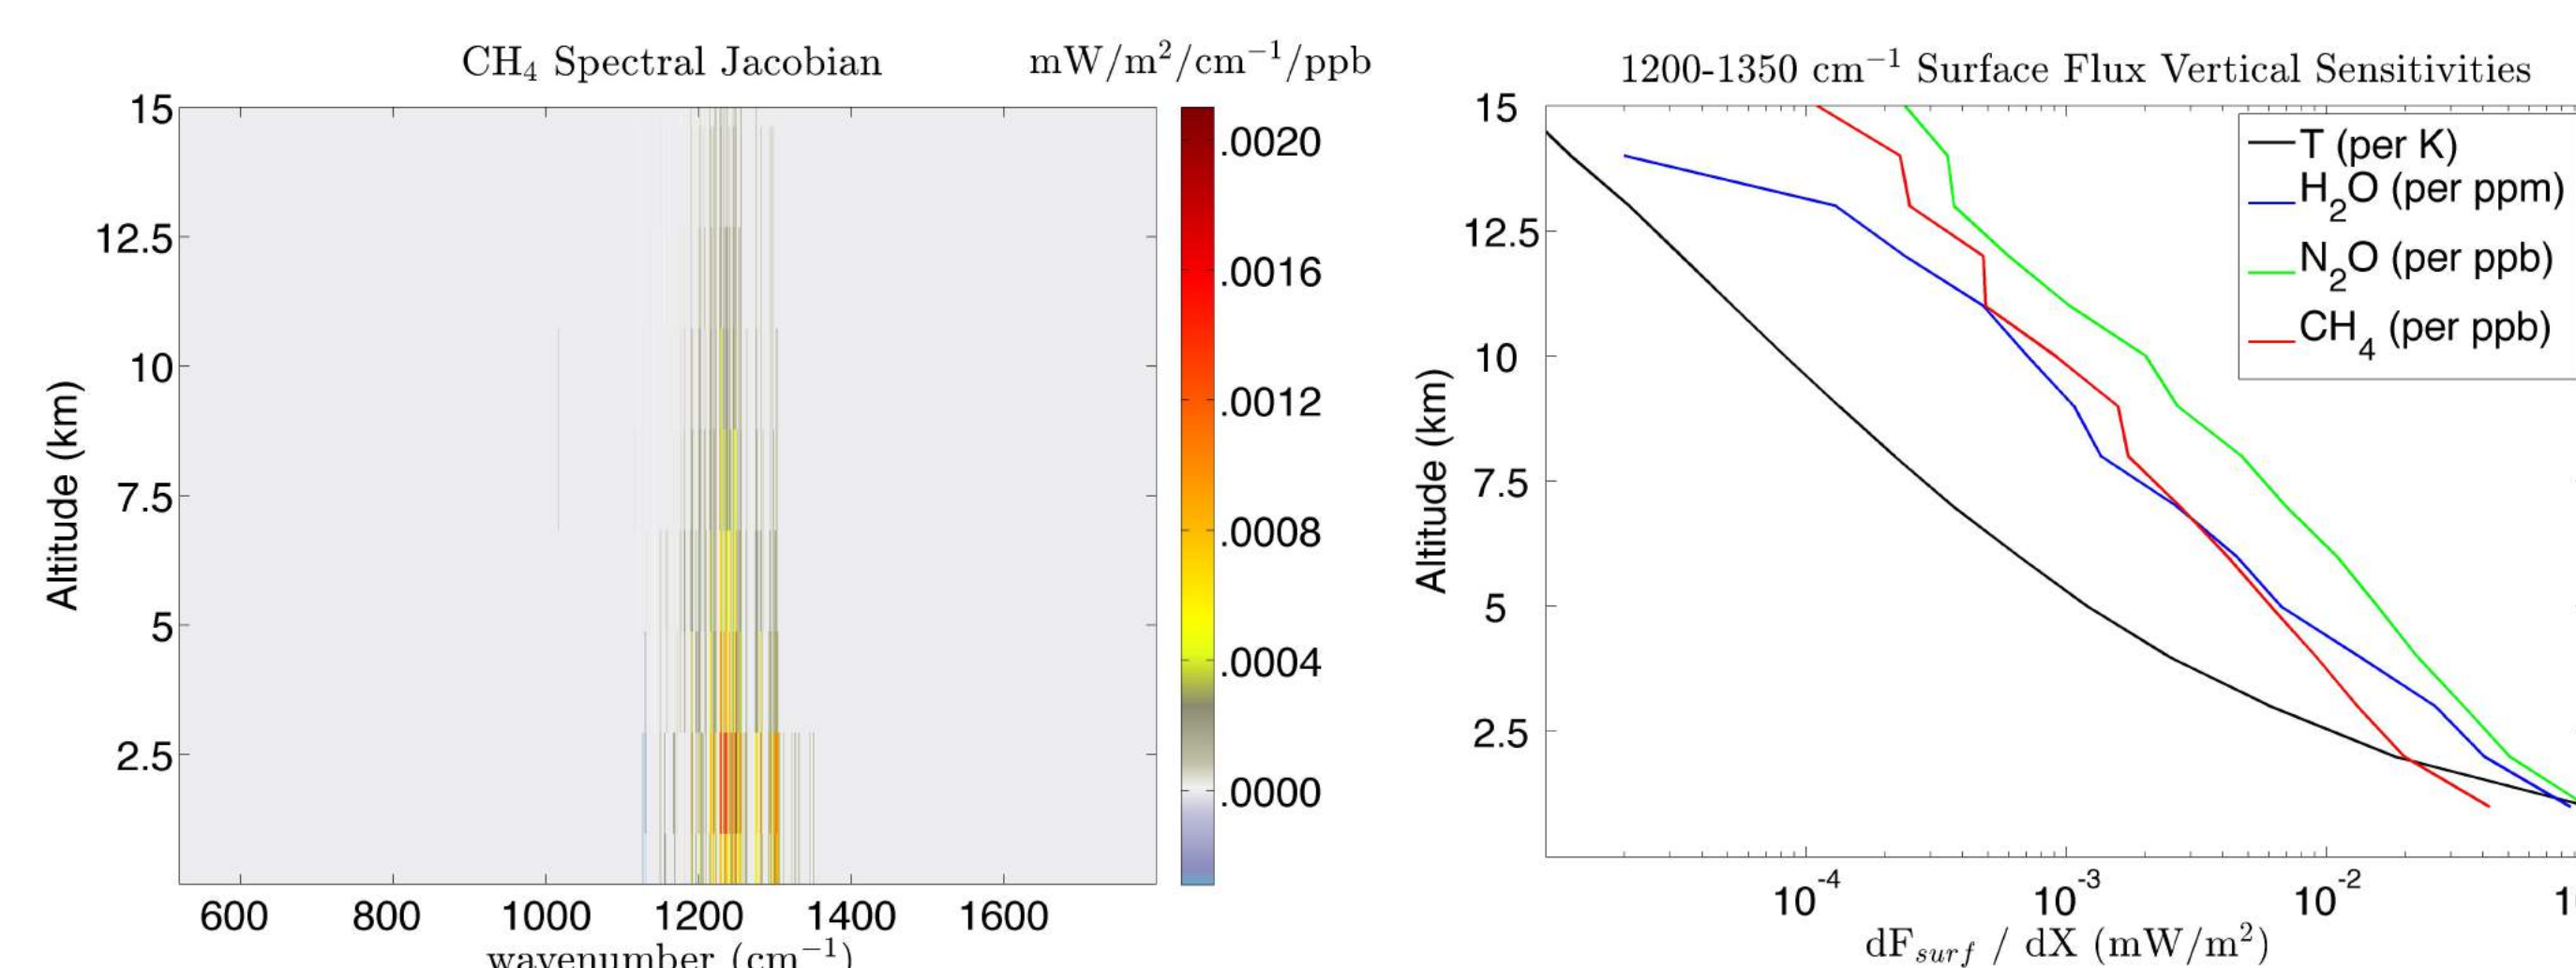 CH₄ Spectral Jacobian
mW/m²/cm⁻¹/ppb
15
12.5
10
7.5
5
2.5
Altitude (km)
600 800 1000 1200 1400 1600
wavenumber (cm⁻¹)
.0020
.0016
.0012
.0008
.0004
.0000
1200-1350 cm⁻¹ Surface Flux Vertical Sensitivities
15
12.5
10
7.5
5
2.5
Altitude (km)
T (per K)
H₂O (per ppm)
N₂O (per ppb)
CH₄ (per ppb)
10⁻⁴ 10⁻³ 10⁻²
dF_surf / dX (mW/m²)